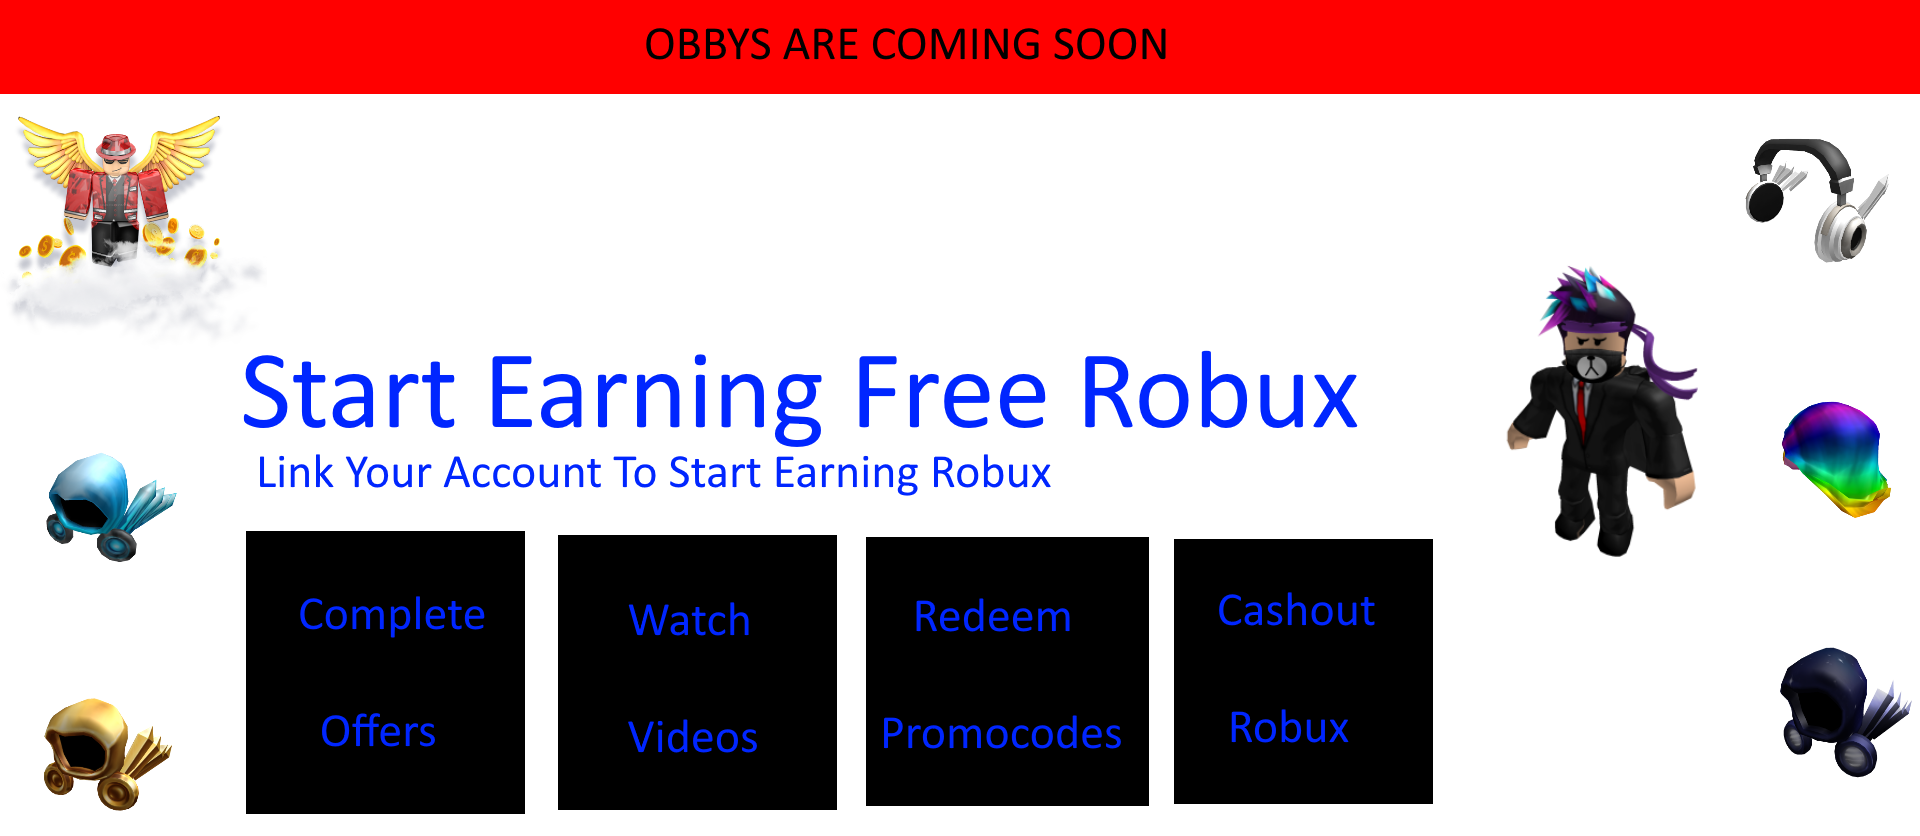 OBBYS ARE COMING SOON
Start Earning Free Robux
Link Your Account To Start Earning Robux
Complete
Offers
Watch
Videos
Redeem
Promocodes
Cashout
Robux